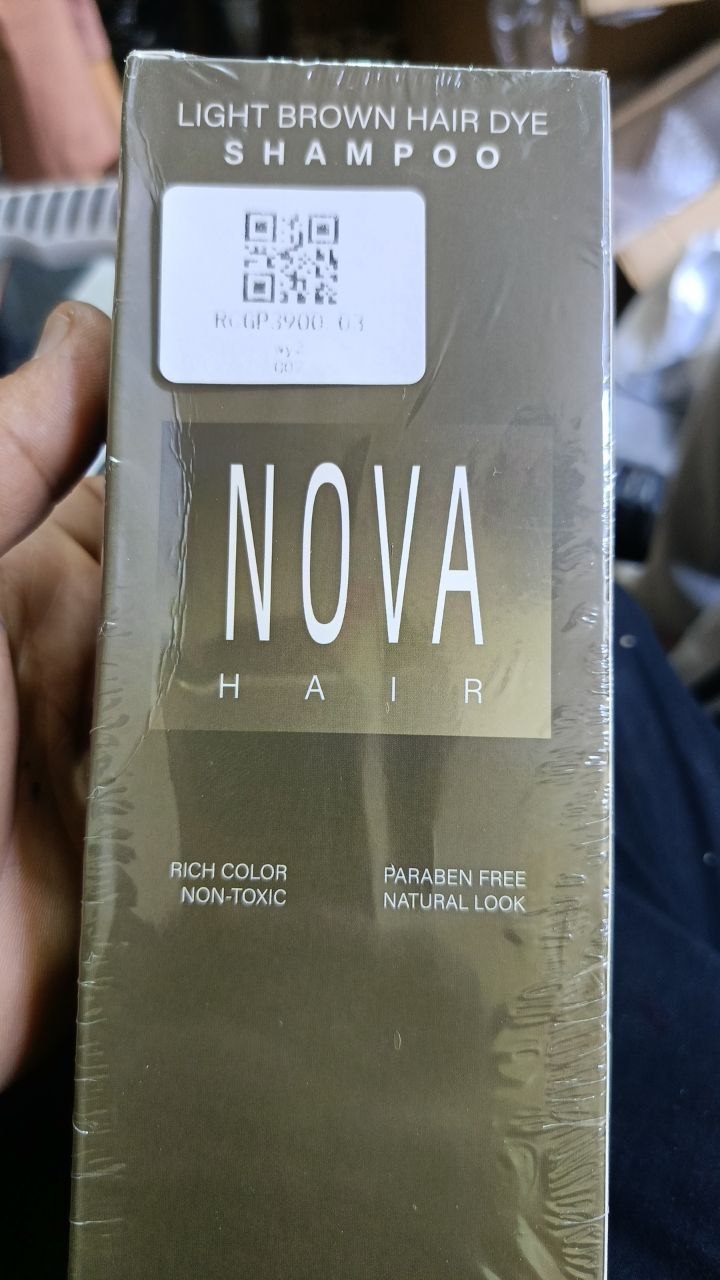 LIGHT BROWN HAIR DYE
SHAMPOO
NOVA
HAIR
RICH COLOR
NON-TOXIC
PARABEN FREE
NATURAL LOOK